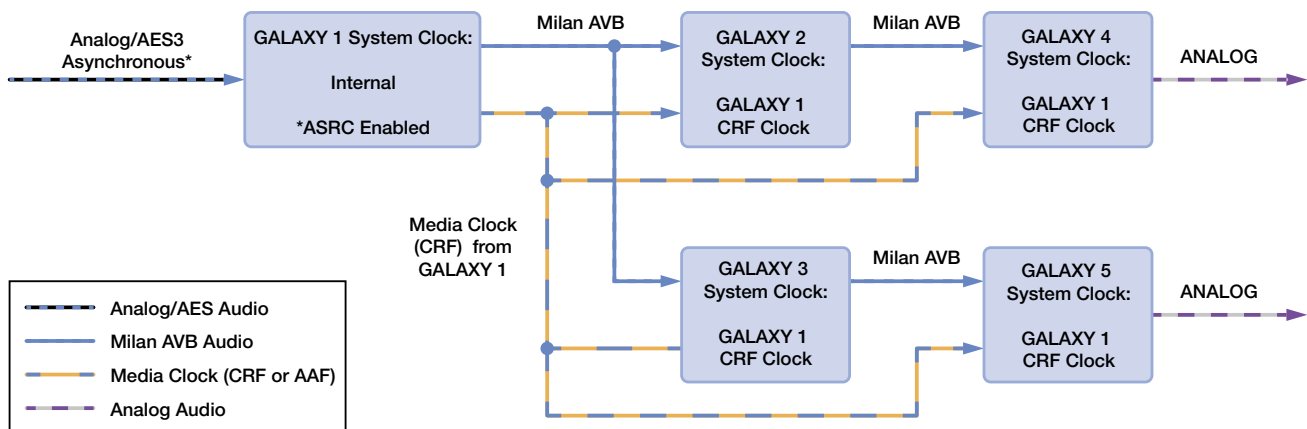 Analog/AES3
Asynchronous*
GALAXY 1 System Clock:
Internal
*ASRC Enabled
Milan AVB
GALAXY 2
System Clock:
GALAXY 1
CRF Clock
Milan AVB
GALAXY 4
System Clock:
GALAXY 1
CRF Clock
ANALOG
Media Clock
(CRF) from
GALAXY 1
GALAXY 3
System Clock:
GALAXY 1
CRF Clock
Milan AVB
GALAXY 5
System Clock:
GALAXY 1
CRF Clock
ANALOG
Analog/AES Audio
Milan AVB Audio
Media Clock (CRF or AAF)
Analog Audio